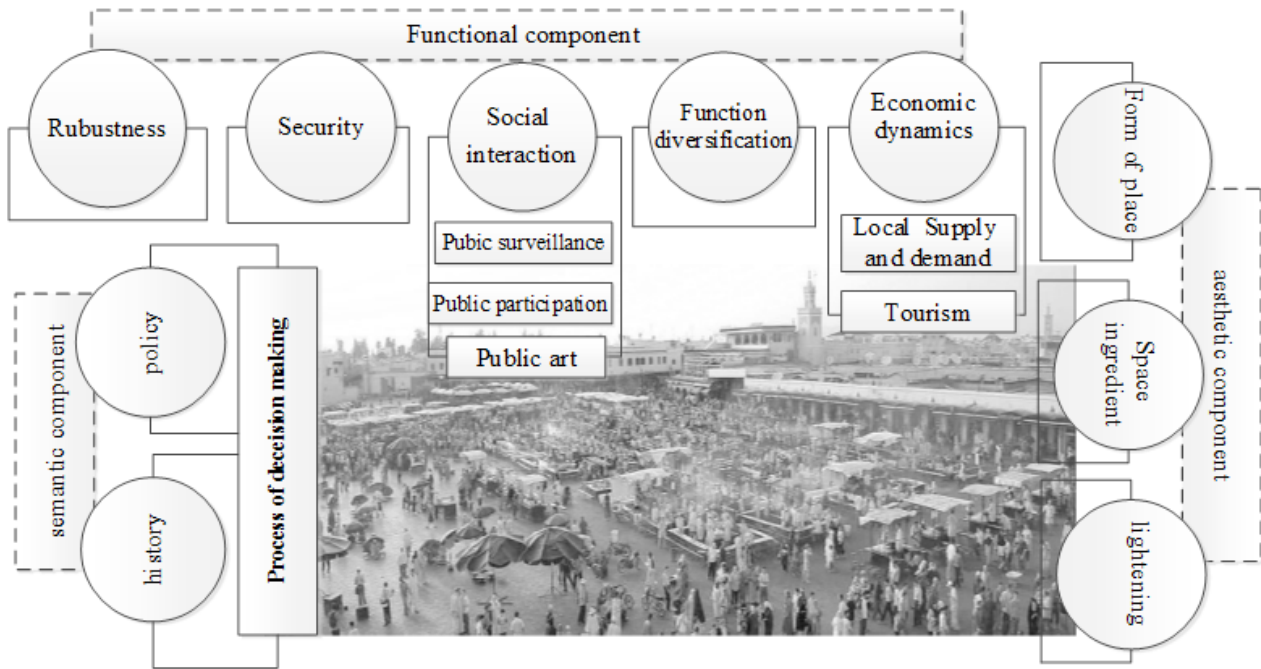 Functional component
Rubustness
Security
Social
interaction
Function
diversification
Economic
dynamics
Form of place
Pubic surveillance
Public participation
Public art
Local Supply
and demand
Tourism
aesthetic component
Space
ingredient
lightening
semantic component
policy
history
Process of deceision making